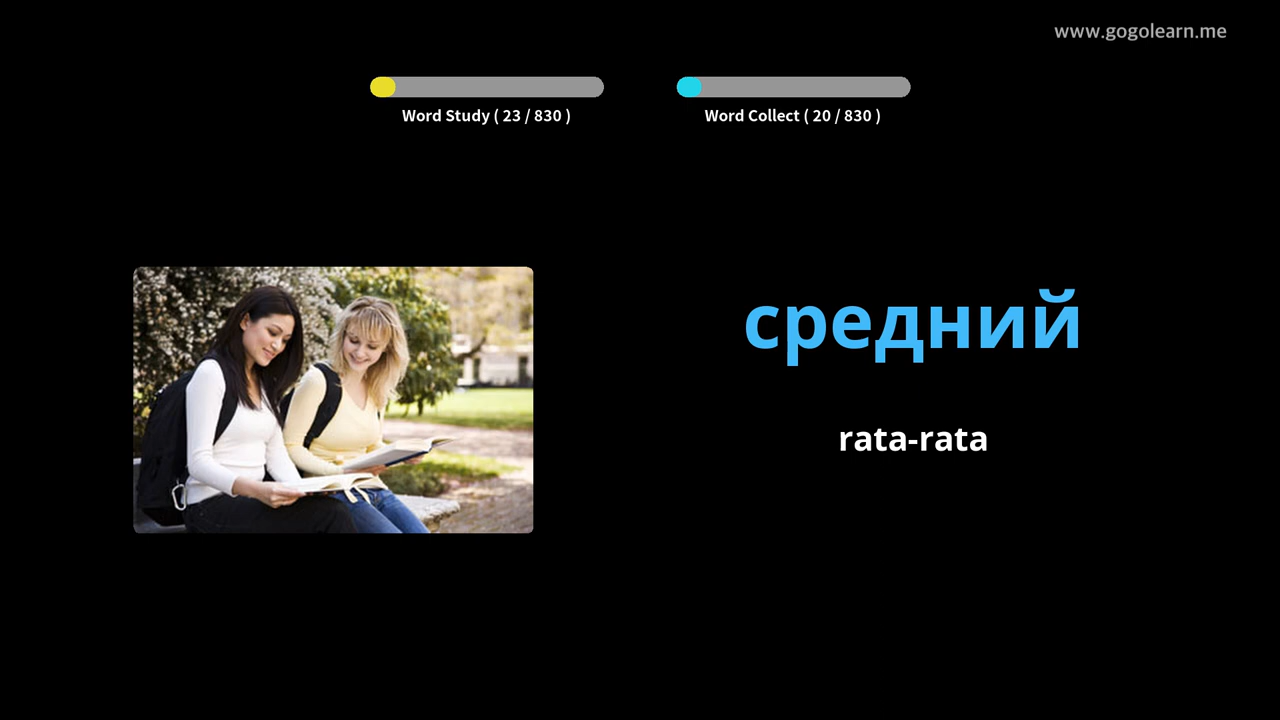 www.gogolearn.me
Word Study ( 23 / 830 )
Word Collect ( 20 / 830 )
средний
rata-rata